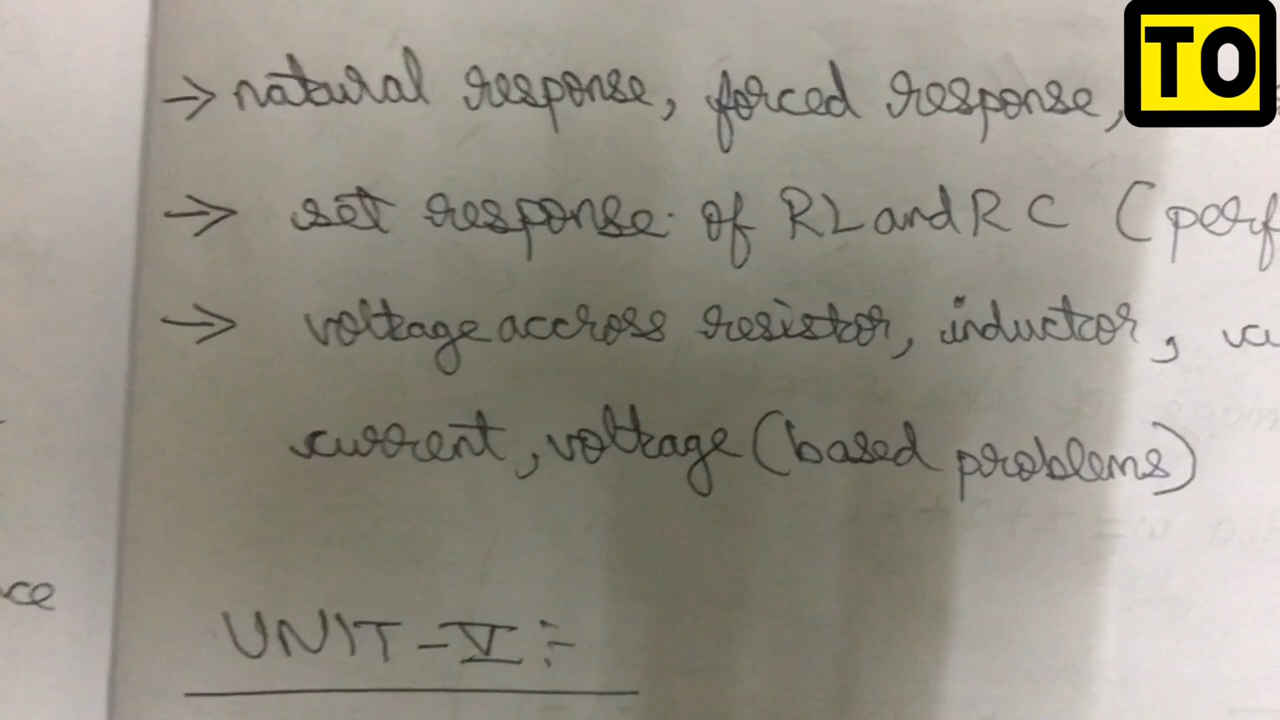 TO
→ natural response, forced response,
→ set response of RL and RC (perf
→ voltage accross resistor, inductor,
current, voltage (based problems)
ce
UNIT-V :-